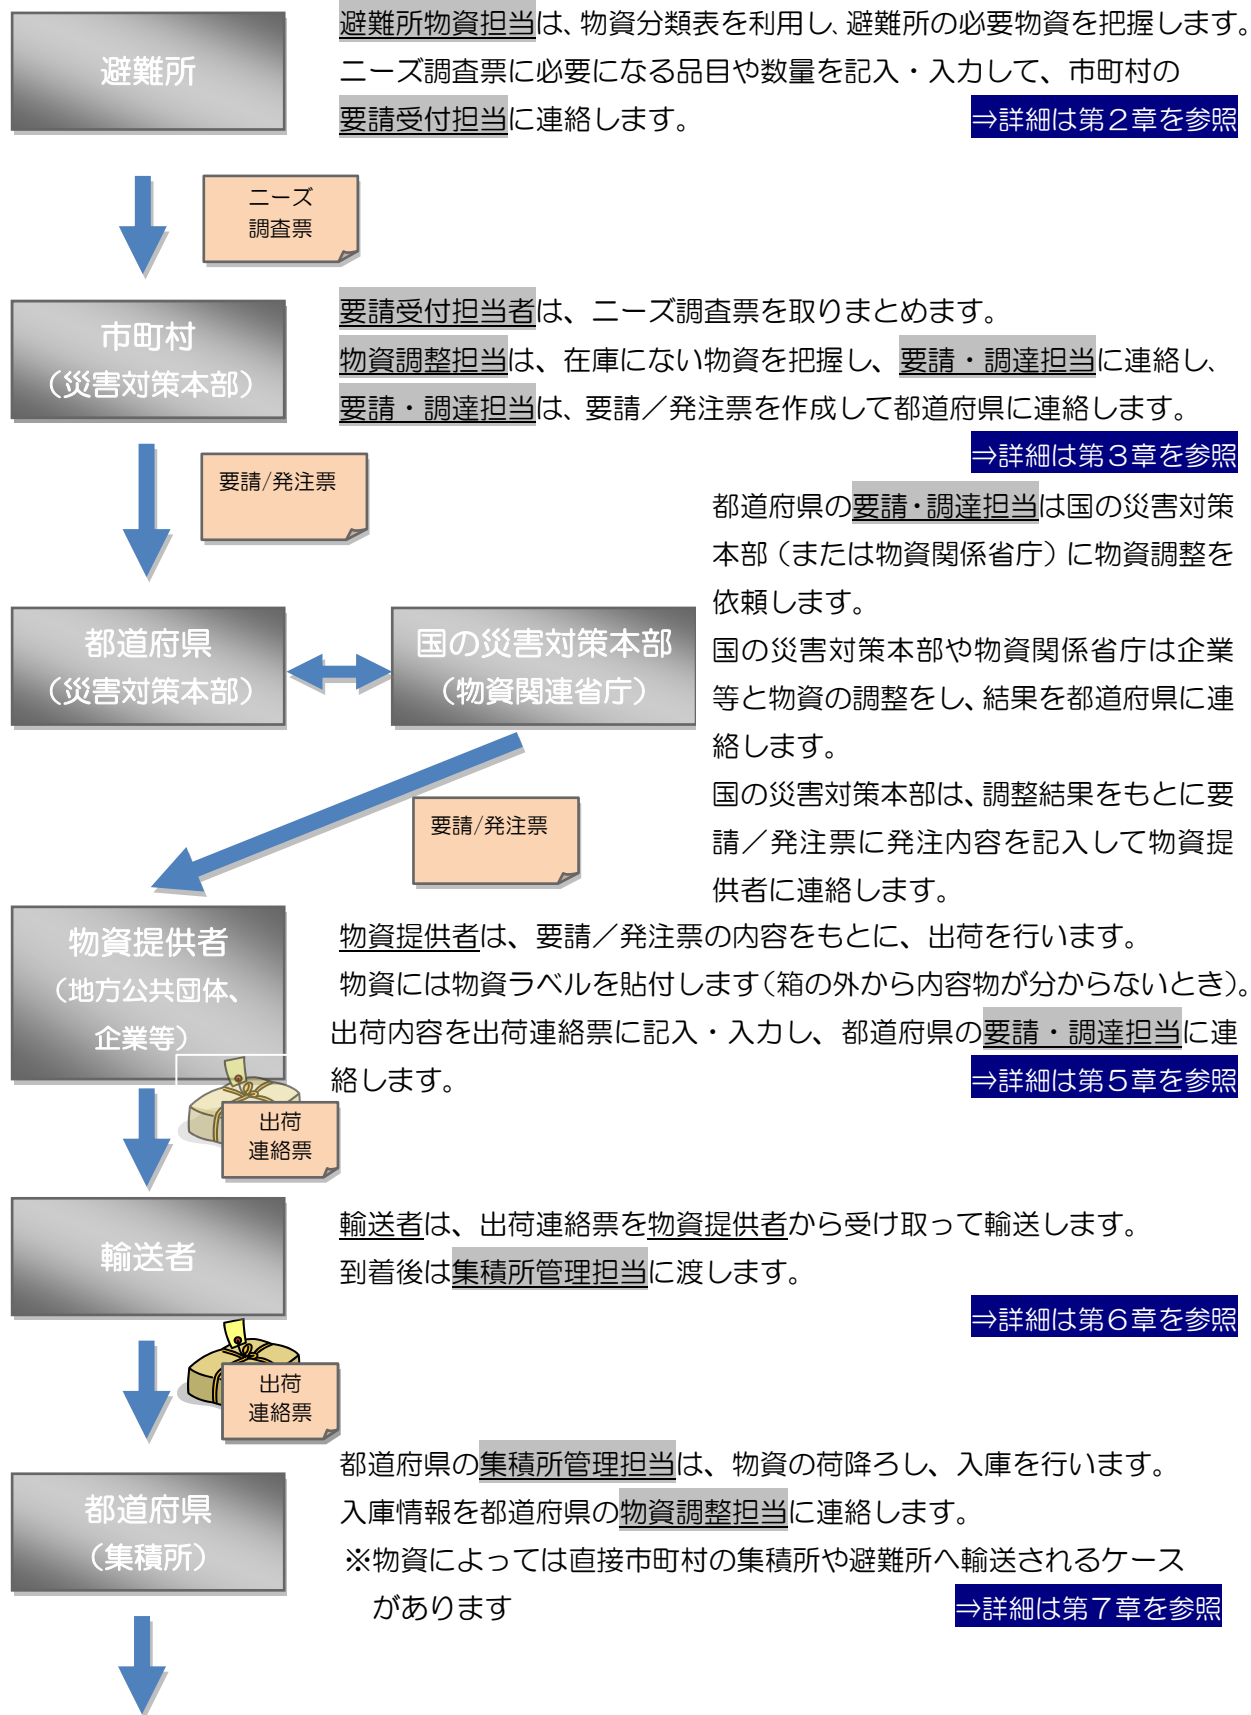 避難所
避難所物資担当は、物資分類表を利用し、避難所の必要物資を把握します。
ニーズ調査票に必要になる品目や数量を記入・入力して、市町村の
要請受付担当に連絡します。
⇒詳細は第２章を参照
ニーズ
調査票
市町村
（災害対策本部）
要請受付担当者は、ニーズ調査票を取りまとめます。
物資調整担当は、在庫にない物資を把握し、要請・調達担当に連絡し、
要請・調達担当は、要請／発注票を作成して都道府県に連絡します。
⇒詳細は第３章を参照
要請/発注票
都道府県
（災害対策本部）
国の災害対策本部
（物資関連省庁）
都道府県の要請・調達担当は国の災害対策
本部（または物資関係省庁）に物資調整を
依頼します。
国の災害対策本部や物資関係省庁は企業
等と物資の調整をし、結果を都道府県に連
絡します。
国の災害対策本部は、調整結果をもとに要
請／発注票に発注内容を記入して物資提
供者に連絡します。
要請/発注票
物資提供者
（地方公共団体、
企業等）
物資提供者は、要請／発注票の内容をもとに、出荷を行います。
物資には物資ラベルを貼付します（箱の外から内容物が分からないとき）。
出荷内容を出荷連絡票に記入・入力し、都道府県の要請・調達担当に連
絡します。
⇒詳細は第５章を参照
出荷
連絡票
輸送者
輸送者は、出荷連絡票を物資提供者から受け取って輸送します。
到着後は集積所管理担当に渡します。
⇒詳細は第６章を参照
出荷
連絡票
都道府県
（集積所）
都道府県の集積所管理担当は、物資の荷降ろし、入庫を行います。
入庫情報を都道府県の物資調整担当に連絡します。
※物資によっては直接市町村の集積所や避難所へ輸送されるケース
があります
⇒詳細は第７章を参照